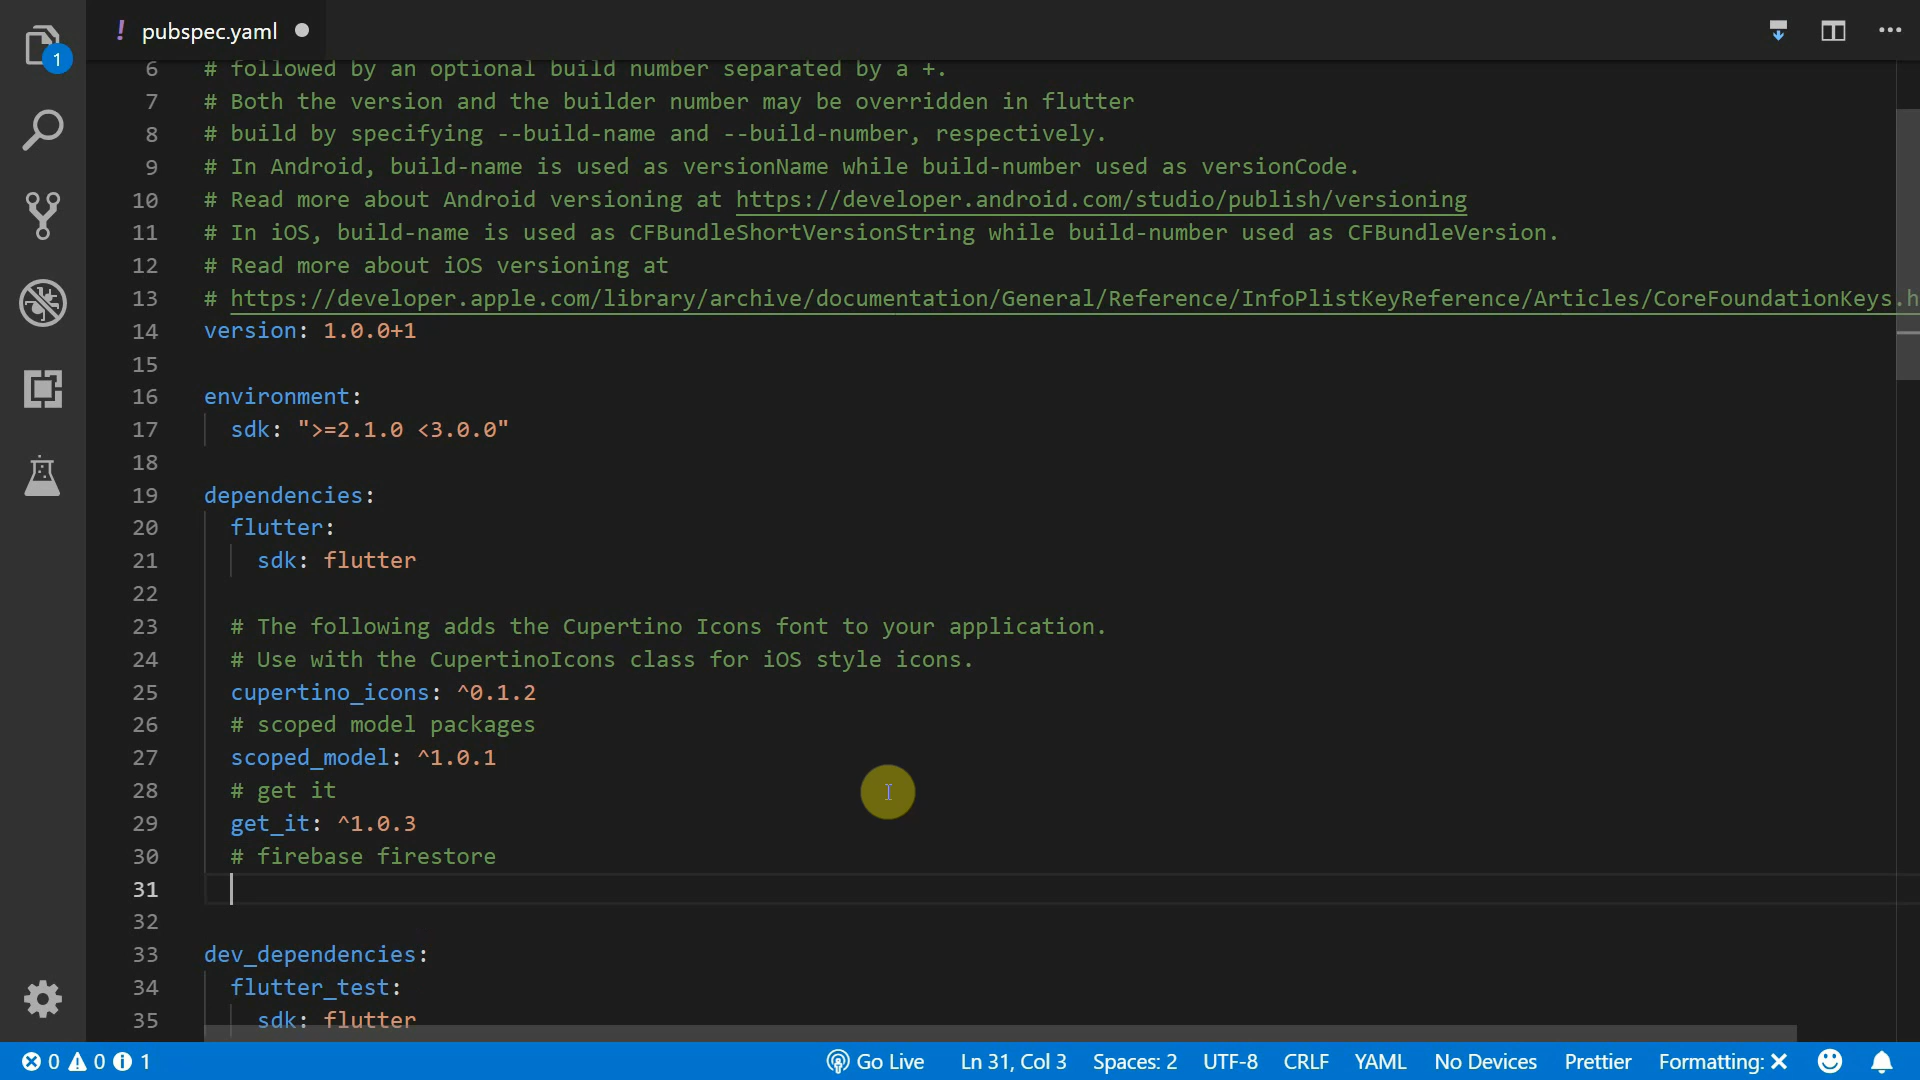 ! pubspec.yaml
1
6 # followed by an optional build number separated by a +.
7 # Both the version and the builder number may be overridden in flutter
8 # build by specifying --build-name and --build-number, respectively.
9 # In Android, build-name is used as versionName while build-number used as versionCode.
10 # Read more about Android versioning at https://developer.android.com/studio/publish/versioning
11 # In iOS, build-name is used as CFBundleShortVersionString while build-number used as CFBundleVersion.
12 # Read more about iOS versioning at
13 # https://developer.apple.com/library/archive/documentation/General/Reference/InfoPlistKeyReference/Articles/CoreFoundationKeys.h
14 version: 1.0.0+1
15
16 environment:
17 sdk: ">=2.1.0 <3.0.0"
18
19 dependencies:
20 flutter:
21 sdk: flutter
22
23 # The following adds the Cupertino Icons font to your application.
24 # Use with the CupertinoIcons class for iOS style icons.
25 cupertino_icons: ^0.1.2
26 # scoped model packages
27 scoped_model: ^1.0.1
28 # get it
29 get_it: ^1.0.3
30 # firebase firestore
31
32
33 dev_dependencies:
34 flutter_test:
35 sdk: flutter
0 0 1 Go Live Ln 31, Col 3 Spaces: 2 UTF-8 CRLF YAML No Devices Prettier Formatting: ✕